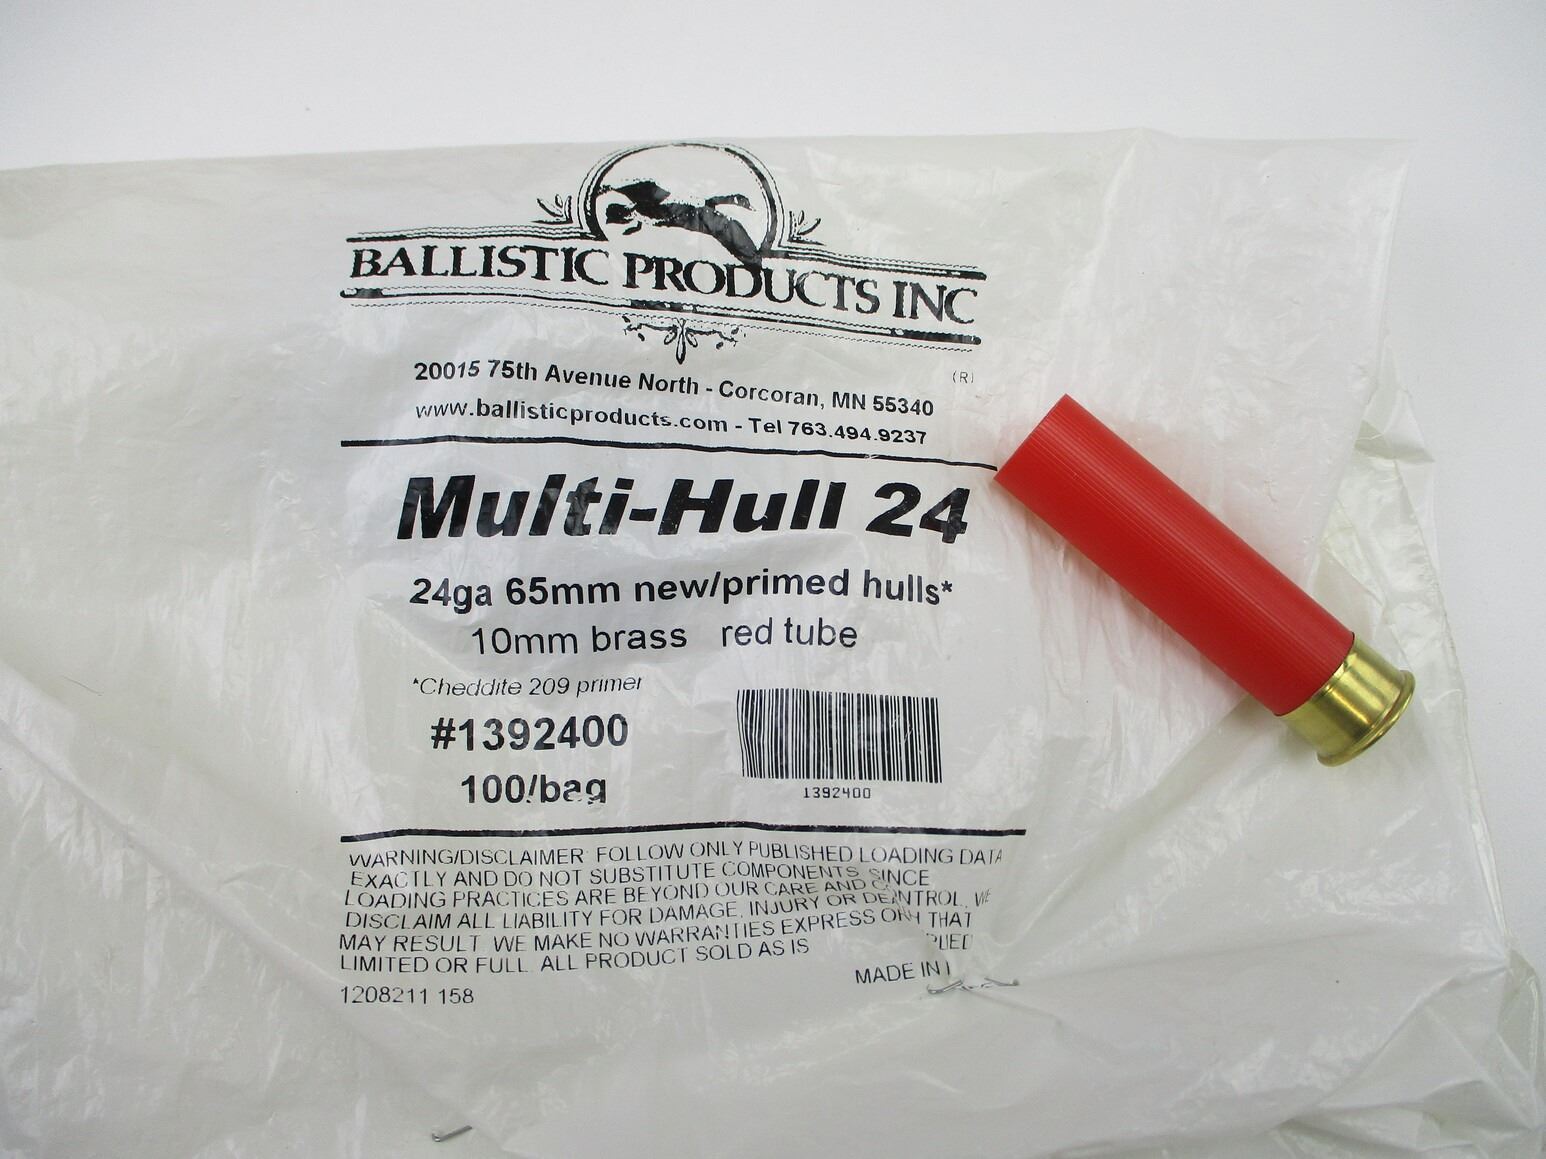 BALLISTIC PRODUCTS INC
(R)
20015 75th Avenue North - Corcoran, MN 55340
www.ballisticproducts.com - Tel 763.494.9237
Multi-Hull 24
24ga 65mm new/primed hulls*
10mm brass red tube
*Cheddite 209 primer
#1392400
100/bag
1392400
WARNING/DISCLAIMER FOLLOW ONLY PUBLISHED LOADING DATA
EXACTLY AND DO NOT SUBSTITUTE COMPONENTS. SINCE
LOADING PRACTICES ARE BEYOND OUR CARE AND
DISCLAIM ALL LIABILITY FOR DAMAGE, INJURY OR THAT
MAY RESULT. WE MAKE NO WARRANTIES EXPRESS
LIMITED OR FULL. ALL PRODUCT SOLD AS IS
MADE IN
1208211 158